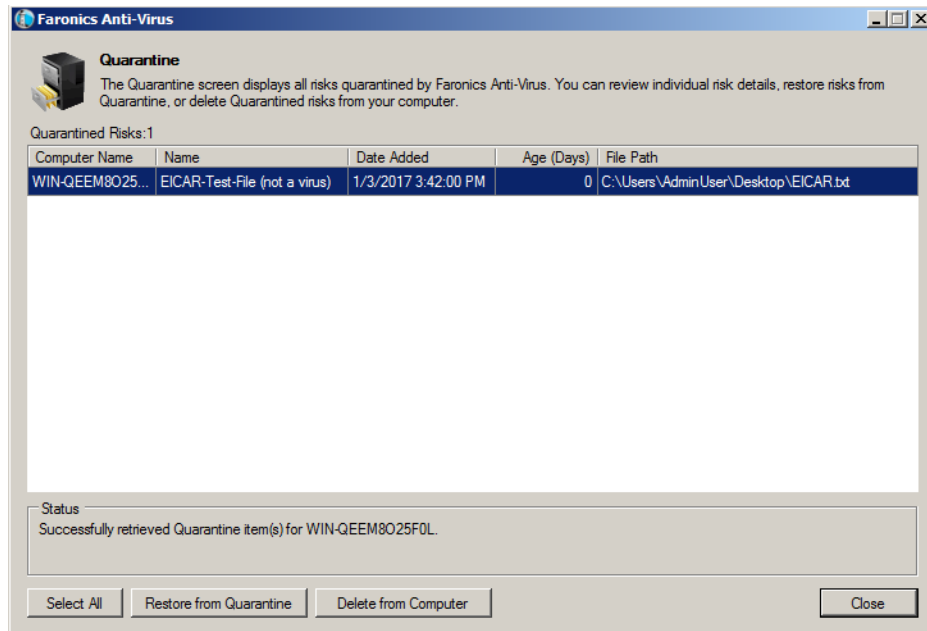 Faronics Anti-Virus
Quarantine
The Quarantine screen displays all risks quarantined by Faronics Anti-Virus. You can review individual risk details, restore risks from
Quarantine, or delete Quarantined risks from your computer.
Quarantined Risks:1
Computer Name Name Date Added Age (Days) File Path
WIN-QEEM8O25... EICAR-Test-File (not a virus) 1/3/2017 3:42:00 PM 0 C:\Users\AdminUser\Desktop\EICAR.txt
Status
Successfully retrieved Quarantine item(s) for WIN-QEEM8O25F0L.
Select All Restore from Quarantine Delete from Computer Close